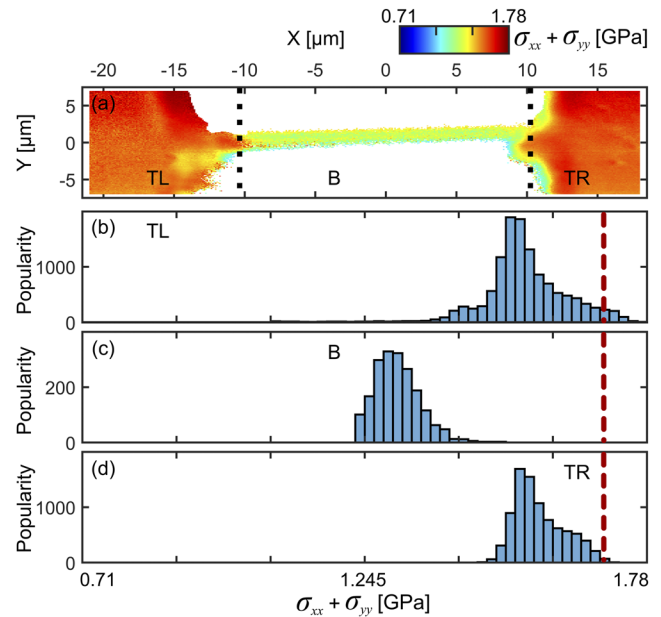 0.71 1.78
X [μm] σxx + σyy [GPa]
-20 -15 -10 -5 0 5 10 15
(a)
Y [μm]
5
0
-5
TL B TR
(b) TL
Popularity
1000
0
(c) B
Popularity
200
0
(d) TR
Popularity
1000
0
0.71 1.245 1.78
σxx + σyy [GPa]